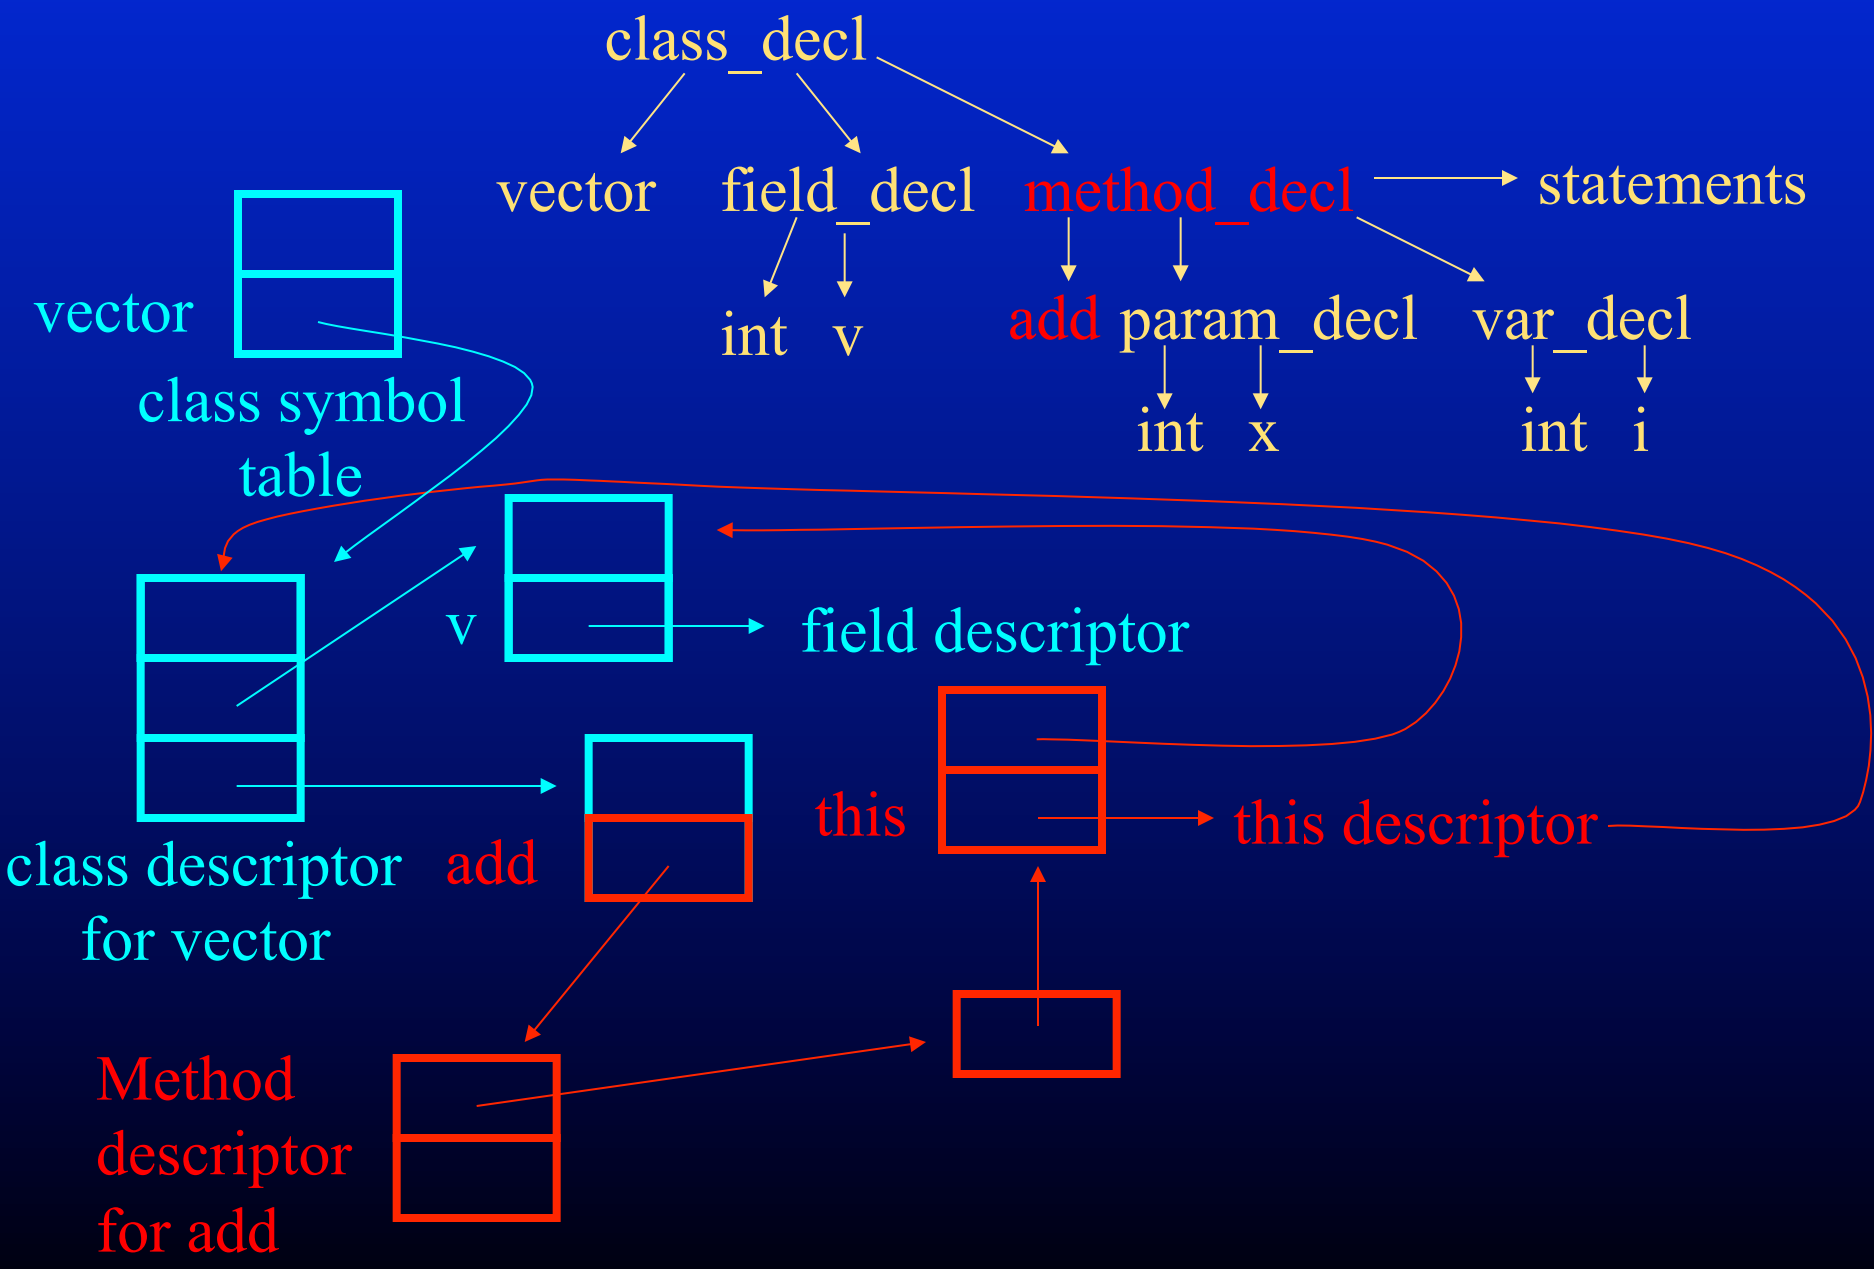 class_decl
vector field_decl method_decl statements
vector
int v
add param_decl var_decl
int x
int i
class symbol
table
v
field descriptor
this
this descriptor
class descriptor
for vector
add
Method
descriptor
for add